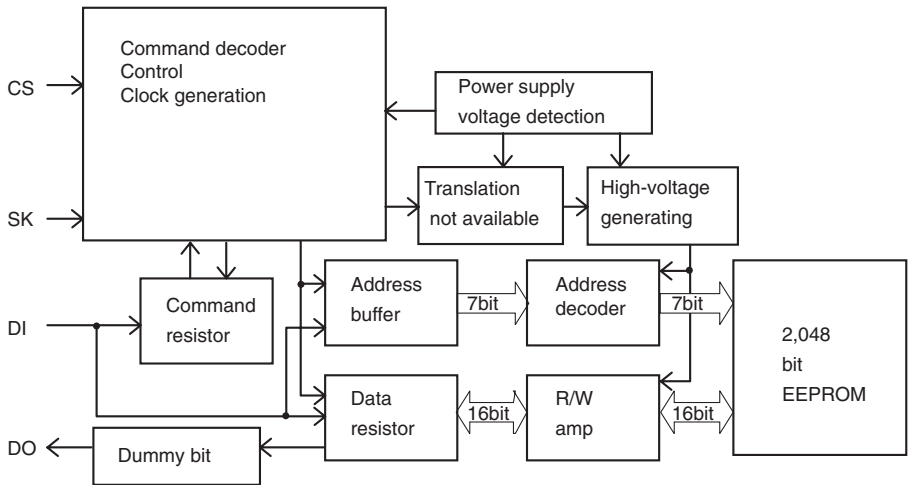 Command decoder
Control
Clock generation
CS
SK
Power supply
voltage detection
Translation
not available
High-voltage
generating
Command
resistor
DI
Address
buffer
7bit
Address
decoder
7bit
2,048
bit
EEPROM
Data
resistor
16bit
R/W
amp
16bit
DO
Dummy bit